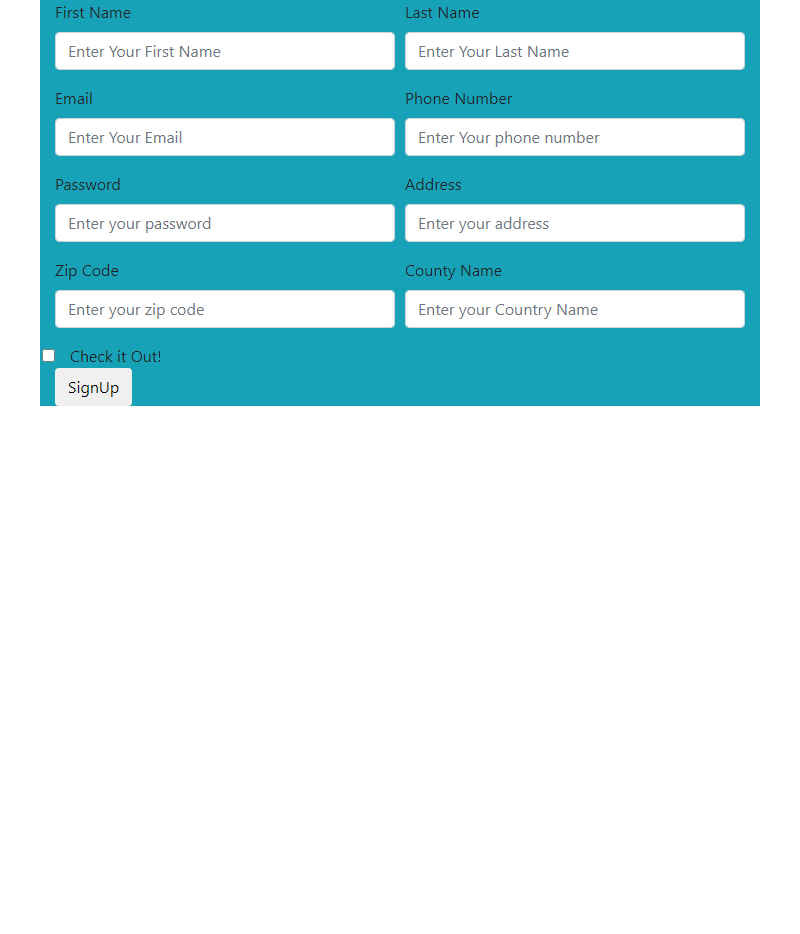 First Name Last Name
Enter Your First Name Enter Your Last Name
Email Phone Number
Enter Your Email Enter Your phone number
Password Address
Enter your password Enter your address
Zip Code County Name
Enter your zip code Enter your Country Name
Check it Out!
SignUp